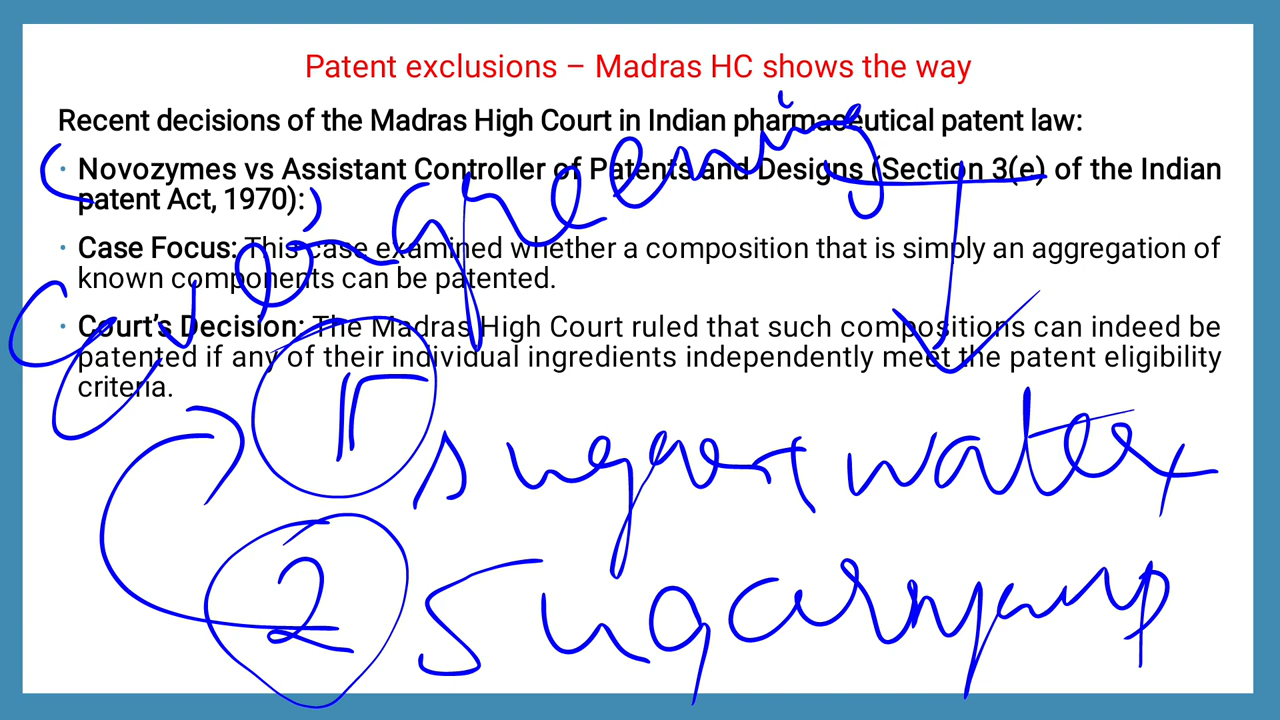 Patent exclusions – Madras HC shows the way
Recent decisions of the Madras High Court in Indian pharmaceutical patent law:
· Novozymes vs Assistant Controller of Patents and Designs (Section 3(e) of the Indian
patent Act, 1970):
· Case Focus: This case examined whether a composition that is simply an aggregation of
known components can be patented.
· Court's Decision: The Madras High Court ruled that such compositions can indeed be
patented if any of their individual ingredients independently meet the patent eligibility
criteria.
Evergreening
1 water
2